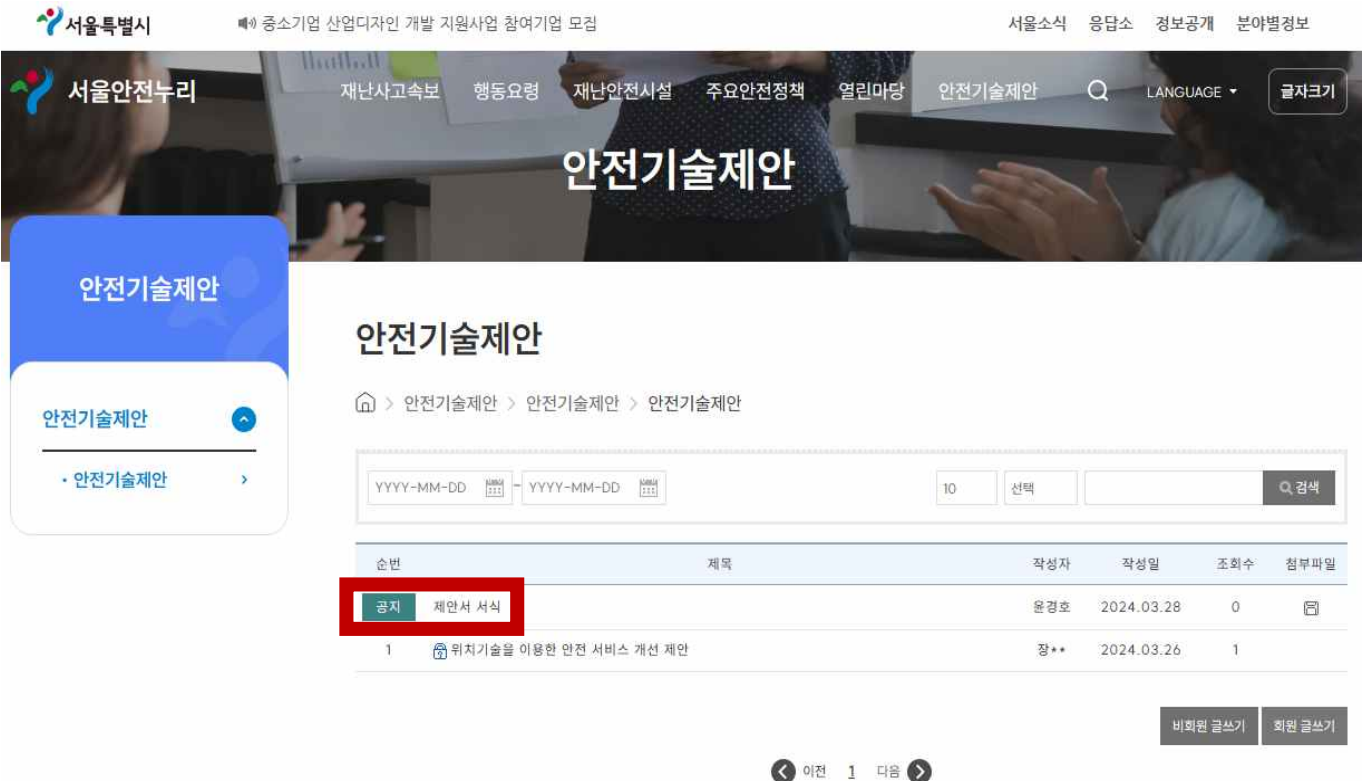 서울특별시 중소기업 산업디자인 개발 지원사업 참여기업 모집 서울소식 응답소 정보공개 분야별정보
서울안전누리 재난사고속보 행동요령 재난안전시설 주요안전정책 열린마당 안전기술제안 LANGUAGE 글자크기
안전기술제안
안전기술제안
안전기술제안
· 안전기술제안 >
안전기술제안
> 안전기술제안 > 안전기술제안 > 안전기술제안
YYYY-MM-DD - YYYY-MM-DD 10 선택 검색
순번 제목 작성자 작성일 조회수 첨부파일
공지 제안서 서식 윤경호 2024.03.28 0
1 위치기술을 이용한 안전 서비스 개선 제안 장** 2024.03.26 1
비회원 글쓰기 회원 글쓰기
이전 1 다음